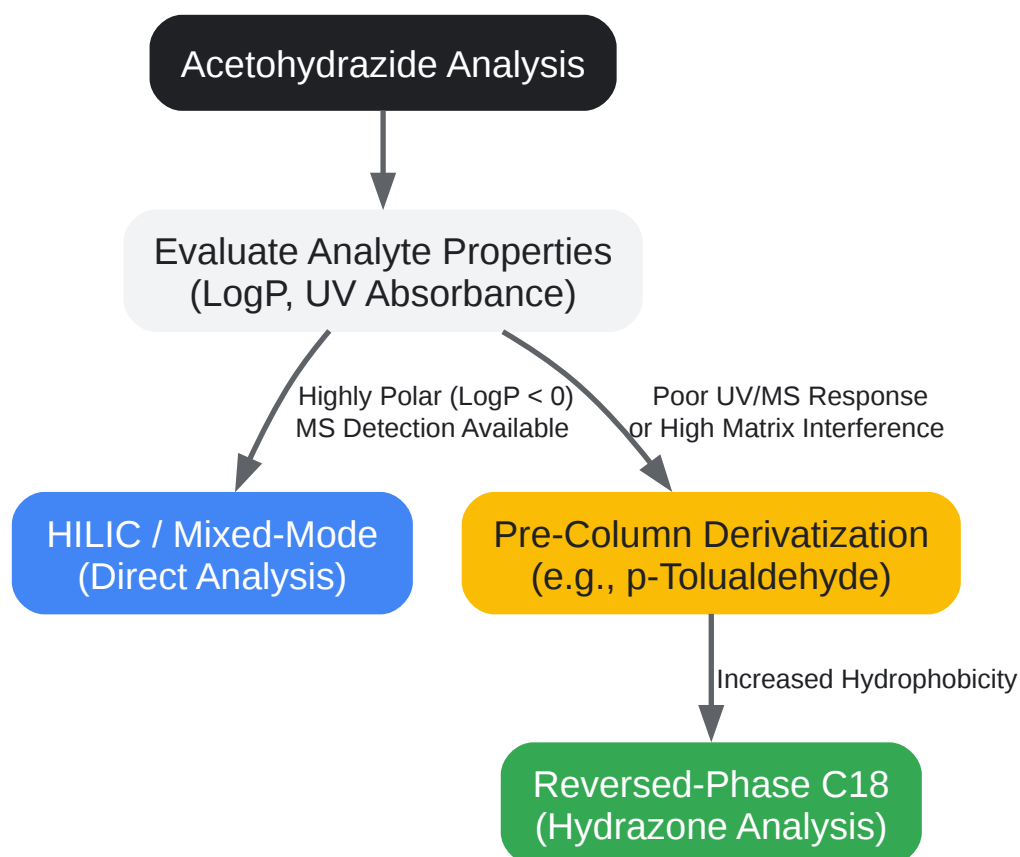 Acetohydrazide Analysis
Evaluate Analyte Properties
(LogP, UV Absorbance)
Highly Polar (LogP < 0)
MS Detection Available
Poor UV/MS Response
or High Matrix Interference
HILIC / Mixed-Mode
(Direct Analysis)
Pre-Column Derivatization
(e.g., p-Tolualdehyde)
Increased Hydrophobicity
Reversed-Phase C18
(Hydrazone Analysis)